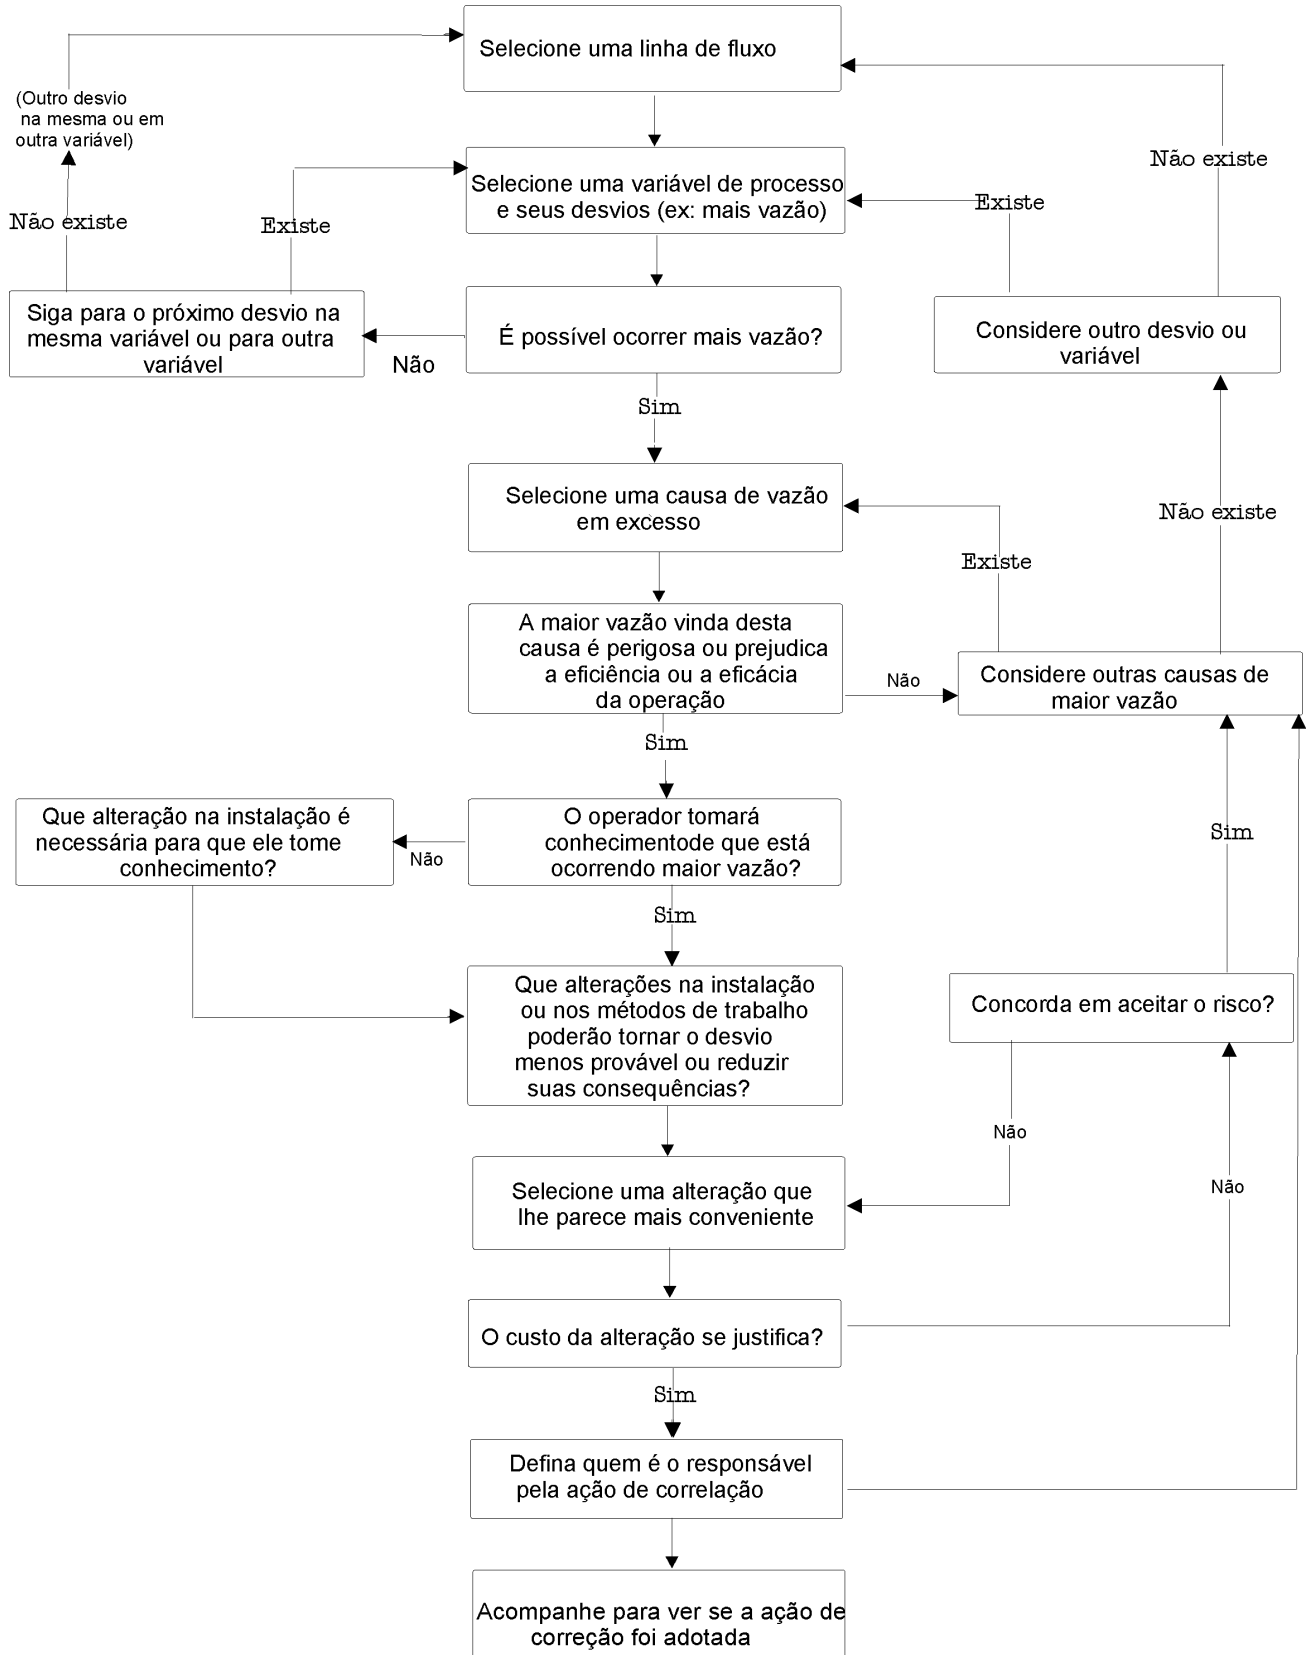 Selecione uma linha de fluxo
(Outro desvio
na mesma ou em
outra variável)
Não existe
Selecione uma variável de processo
e seus desvios (ex: mais vazão)
Existe
Não existe
Existe
Siga para o próximo desvio na
mesma variável ou para outra
variável
Não
É possível ocorrer mais vazão?
Considere outro desvio ou
variável
Sim
Selecione uma causa de vazão
em excesso
Não existe
Existe
A maior vazão vinda desta
causa é perigosa ou prejudica
a eficiência ou a eficácia
da operação
Não
Considere outras causas de
maior vazão
Sim
Que alteração na instalação é
necessária para que ele tome
conhecimento?
Não
O operador tomará
conhecimentode que está
ocorrendo maior vazão?
Sim
Sim
Que alterações na instalação
ou nos métodos de trabalho
poderão tornar o desvio
menos provável ou reduzir
suas consequências?
Concorda em aceitar o risco?
Não
Não
Selecione uma alteração que
lhe parece mais conveniente
O custo da alteração se justifica?
Sim
Defina quem é o responsável
pela ação de correlação
Acompanhe para ver se a ação de
correção foi adotada